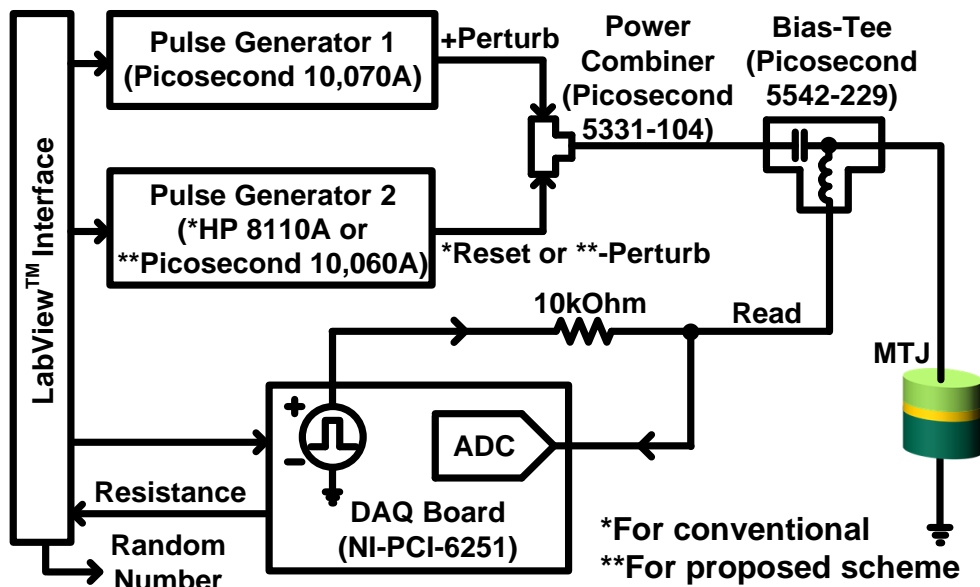 LabView™ Interface
Pulse Generator 1
(Picosecond 10,070A)
+Perturb
Pulse Generator 2
(*HP 8110A or
**Picosecond 10,060A)
*Reset or **-Perturb
Power
Combiner
(Picosecond
5331-104)
Bias-Tee
(Picosecond
5542-229)
10kOhm
Read
MTJ
+
−
ADC
DAQ Board
(NI-PCI-6251)
Resistance
Random
Number
*For conventional
**For proposed scheme